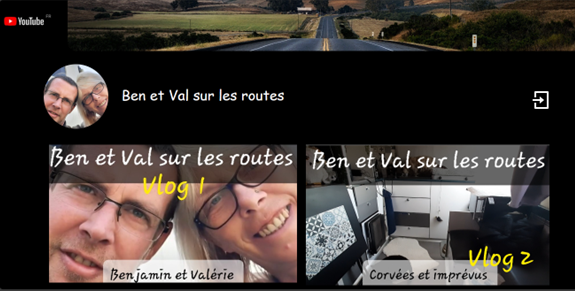 YouTube
Ben et Val sur les routes
Ben et Val sur les routes
Vlog 1
Benjamin et Valérie
Ben et Val sur les routes
Vlog 2
Corvées et imprévus